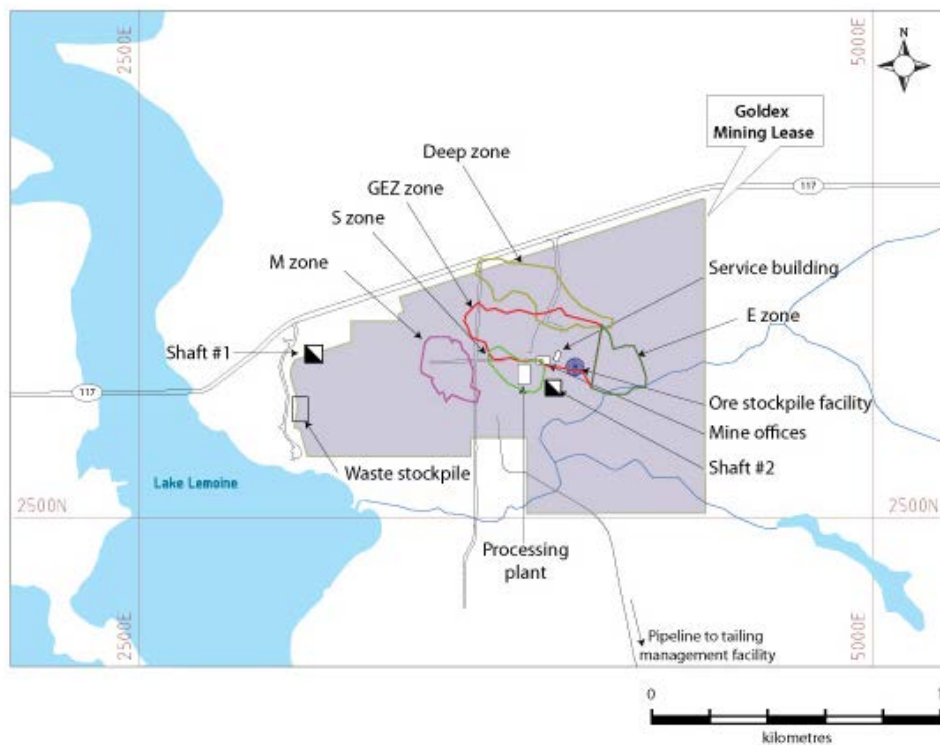 2500E
5000E
N
Goldex
Mining Lease
Deep zone
117
GEZ zone
S zone
Service building
M zone
E zone
Shaft #1
117
Ore stockpile facility
Mine offices
Waste stockpile
Shaft #2
Lake Lemoine
2500N
2500N
Processing
plant
2500E
5000E
Pipeline to tailing
management facility
0
1
kilometres